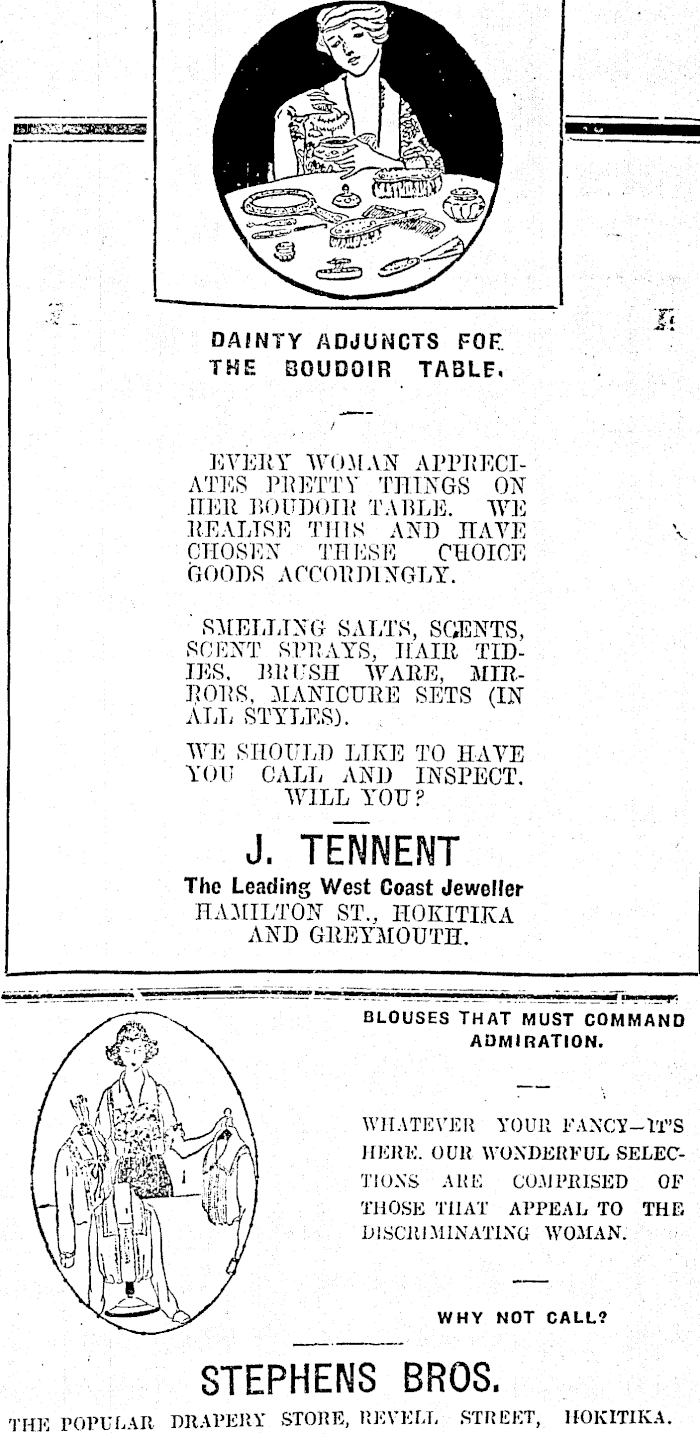 DAINTY ADJUNCTS FOR
THE BOUDOIR TABLE.
EVERY WOMAN APPRECI-
ATES PRETTY THINGS ON
HER BOUDOIR TABLE. WE
REALISE THIS AND HAVE
CHOSEN THESE CHOICE
GOODS ACCORDINGLY.
SMELLING SALTS, SCENTS,
SCENT SPRAYS, HAIR TID-
IES. BRUSH WARE, MIR-
RORS, MANICURE SETS (IN
ALL STYLES).
WE SHOULD LIKE TO HAVE
YOU CALL AND INSPECT.
WILL YOU?
J. TENNENT
The Leading West Coast Jeweller
HAMILTON ST., HOKITIKA
AND GREYMOUTH.
BLOUSES THAT MUST COMMAND
ADMIRATION.
WHATEVER YOUR FANCY—IT'S
HERE. OUR WONDERFUL SELEC-
TIONS ARE COMPRISED OF
THOSE THAT APPEAL TO THE
DISCRIMINATING WOMAN.
WHY NOT CALL?
STEPHENS BROS.
THE POPULAR DRAPERY STORE, REVELL STREET, HOKITIKA.